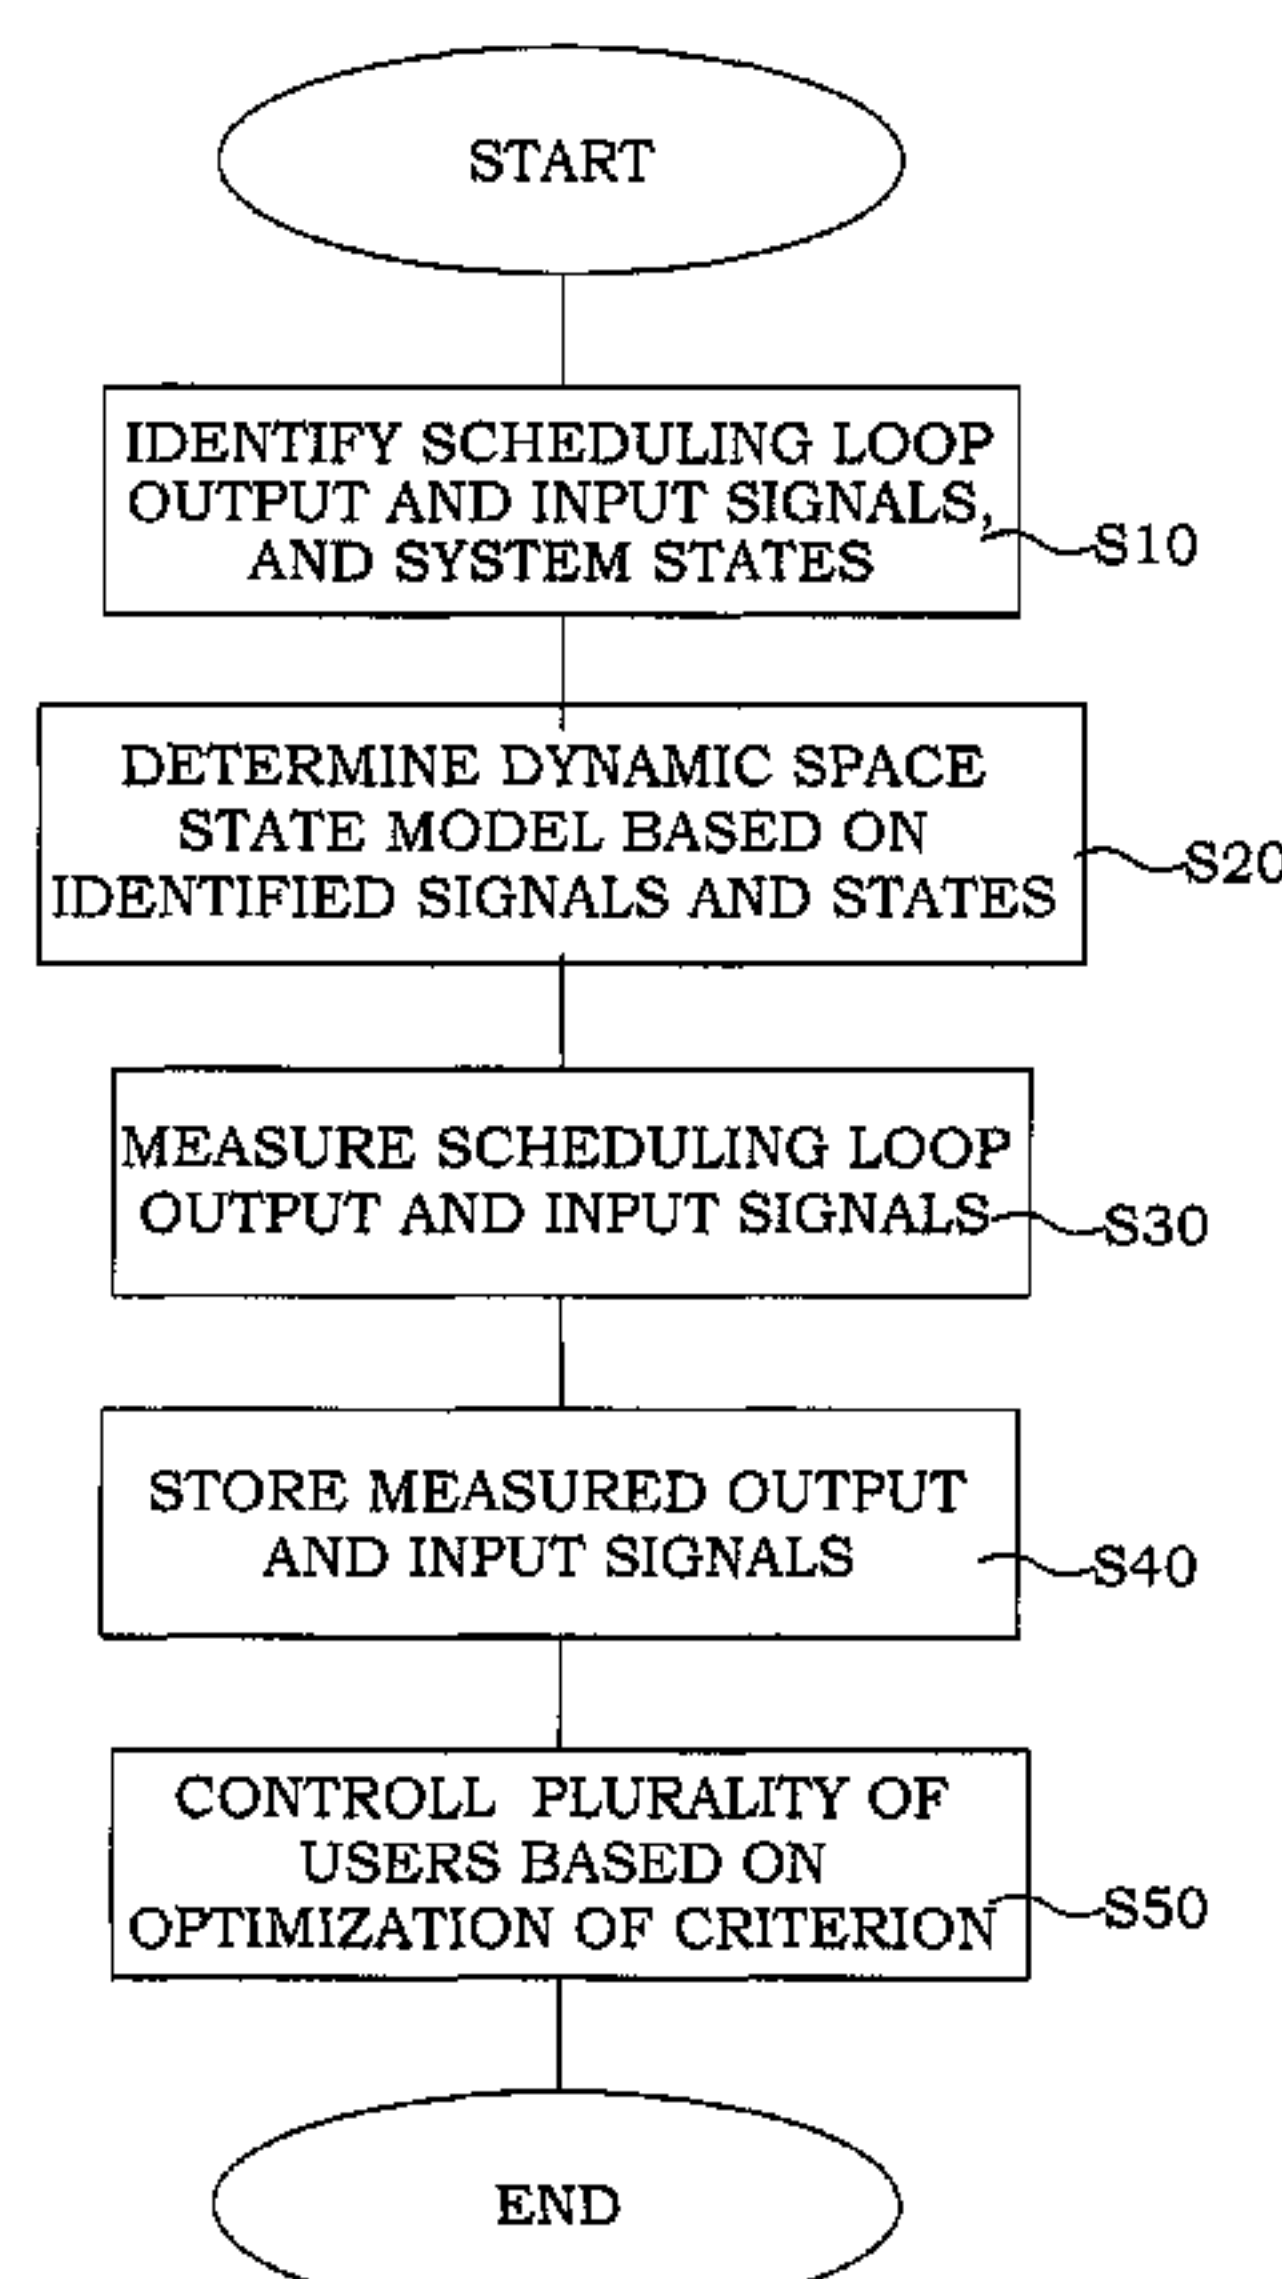 START
IDENTIFY SCHEDULING LOOP
OUTPUT AND INPUT SIGNALS,
AND SYSTEM STATES
S10
DETERMINE DYNAMIC SPACE
STATE MODEL BASED ON
IDENTIFIED SIGNALS AND STATES
S20
MEASURE SCHEDULING LOOP
OUTPUT AND INPUT SIGNALS
S30
STORE MEASURED OUTPUT
AND INPUT SIGNALS
S40
CONTROLL PLURALITY OF
USERS BASED ON
OPTIMIZATION OF CRITERION
S50
END